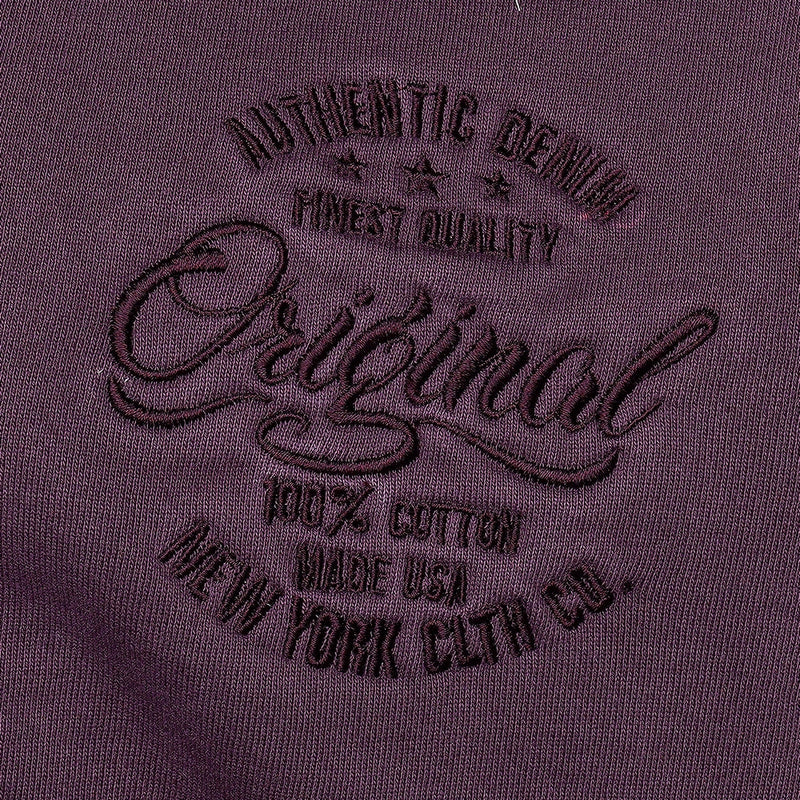 AUTHENTIC DENIM
FINEST QUALITY
Original
100% COTTON
MADE USA
NEW YORK CLTH CO.